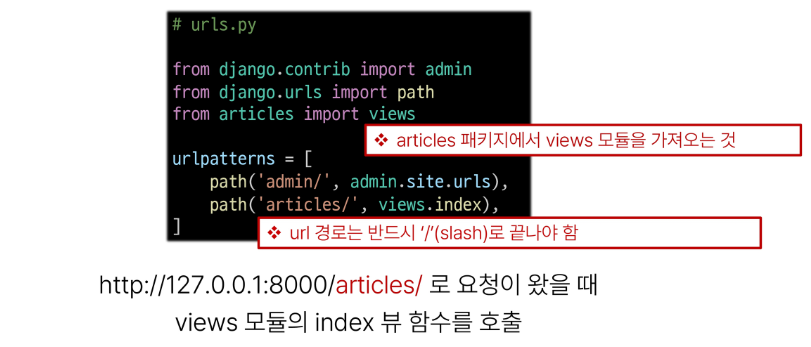 # urls.py
from django.contrib import admin
from django.urls import path
from articles import views
❖ articles 패키지에서 views 모듈을 가져오는 것
urlpatterns = [
path('admin/', admin.site.urls),
path('articles/', views.index),
]
❖ url 경로는 반드시 ‘/’(slash)로 끝나야 함
http://127.0.0.1:8000/articles/ 로 요청이 왔을 때
views 모듈의 index 뷰 함수를 호출